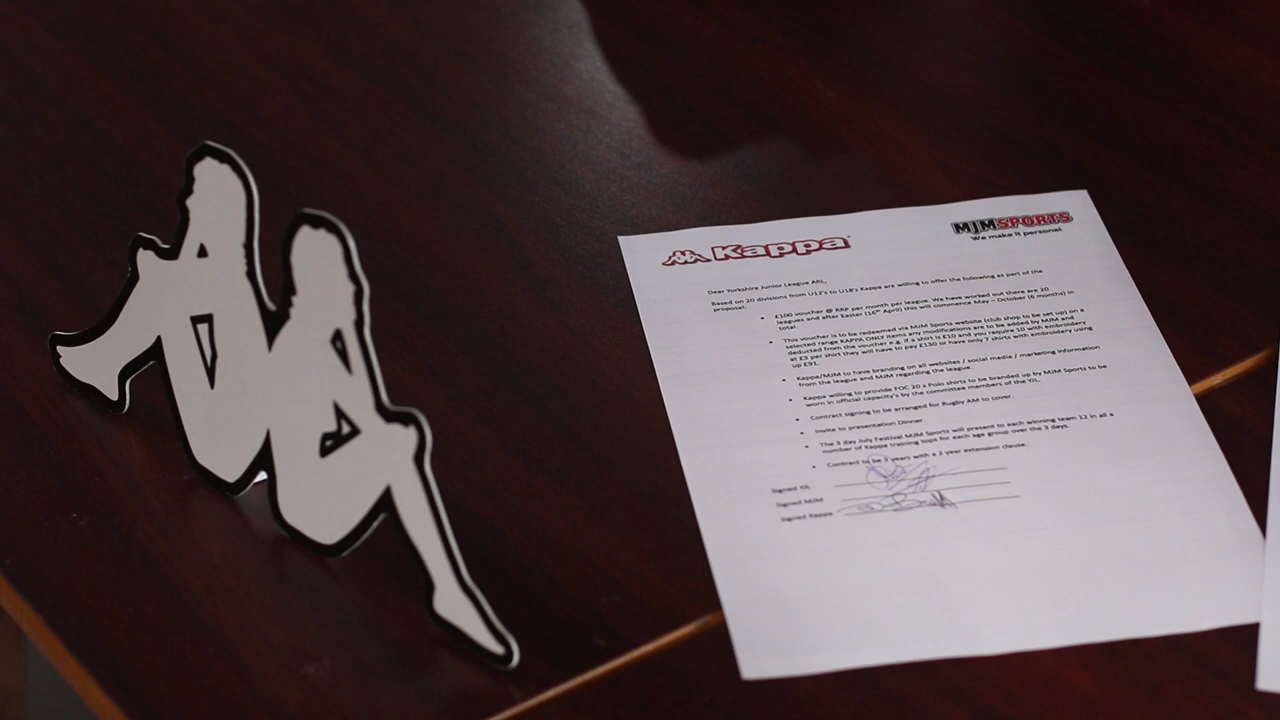 Kappa
MJMSPORTS
We make it personal
Dear Yorkshire Junior League ARL,
Based on 20 divisions from U12's to U18's Kappa are willing to offer the following as part of the
proposal:
• £100 voucher @ RRP per month per league. We have worked out there are 20
leagues and after Easter (16th April) this will commence May – October (6 months) in
total.
• This voucher is to be redeemed via MJM Sports website (club shop to be set up) on a
selected range KAPPA ONLY items any modifications are to be added by MJM and
deducted from the voucher e.g. if a shirt is £10 and you require 10 with embroidery
at £3 per shirt they will have to pay £130 or have only 7 shirts with embroidery using
up £91.
• Kappa/MJM to have branding on all websites / social media / marketing information
from the league and MJM regarding the league.
• Kappa willing to provide FOC 20 x Polo shirts to be branded up by MJM Sports to be
worn in official capacity's by the committee members of the YJL.
• Contract signing to be arranged for Rugby AM to cover.
• Invite to presentation Dinner.
• The 3 day July Festival MJM Sports will present to each winning team 12 in all a
number of Kappa training tops for each age group over the 3 days.
• Contract to be 3 years with a 2 year extension clause.
Signed YJL
Signed MJM
Signed Kappa